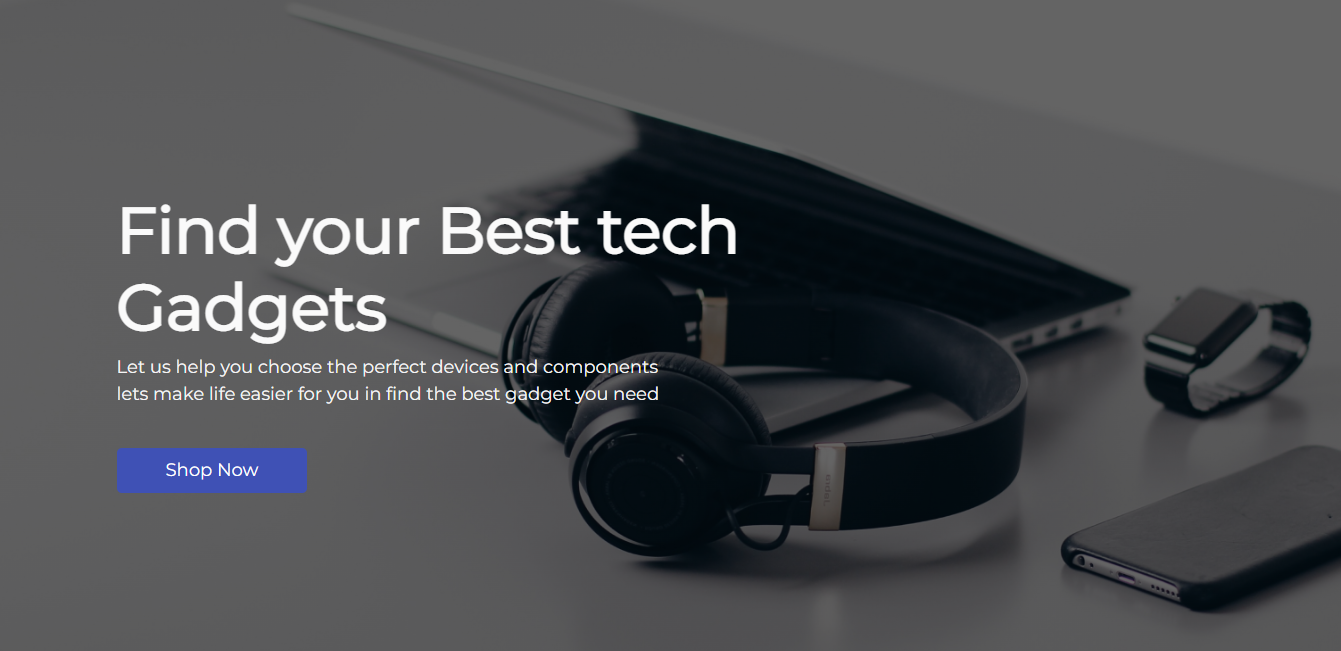 Find your Best tech
Gadgets
Let us help you choose the perfect devices and components
lets make life easier for you in find the best gadget you need
Shop Now